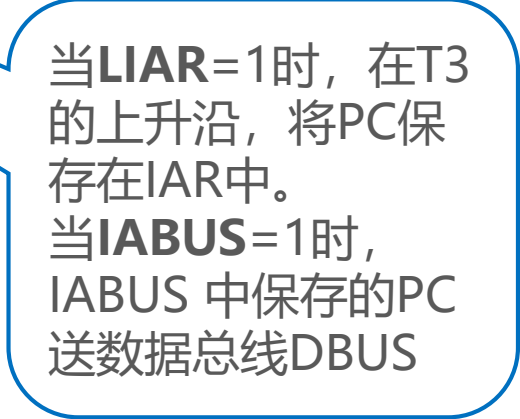 当LIAR=1时，在T3
的上升沿，将PC保
存在IAR中。
当IABUS=1时，
IABUS 中保存的PC
送数据总线DBUS